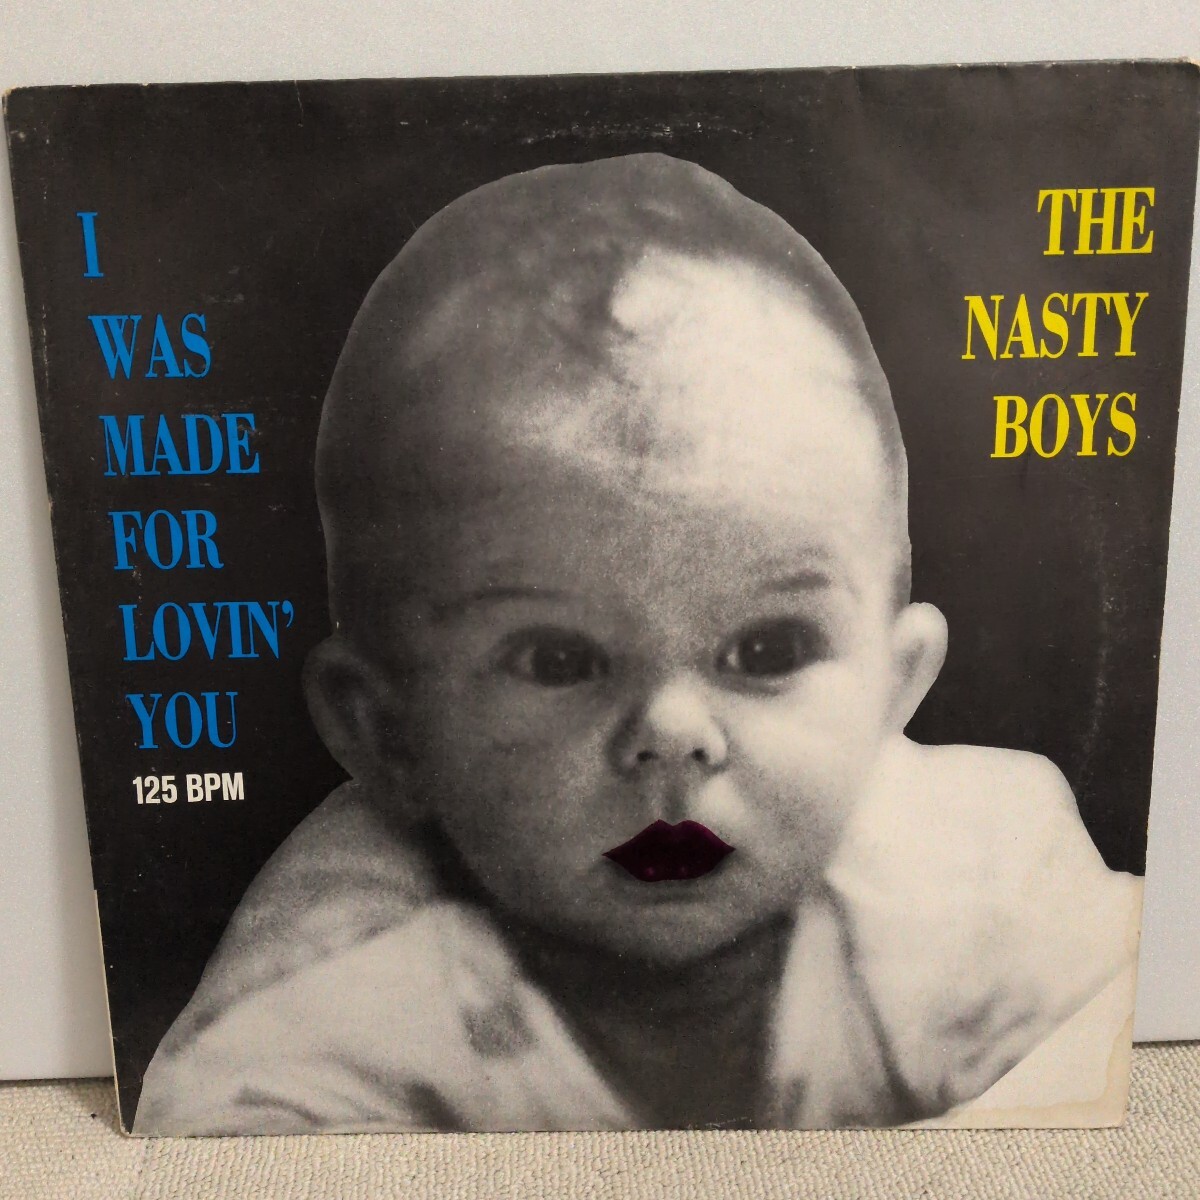 I
WAS
MADE
FOR
LOVIN'
YOU
125 BPM
THE
NASTY
BOYS